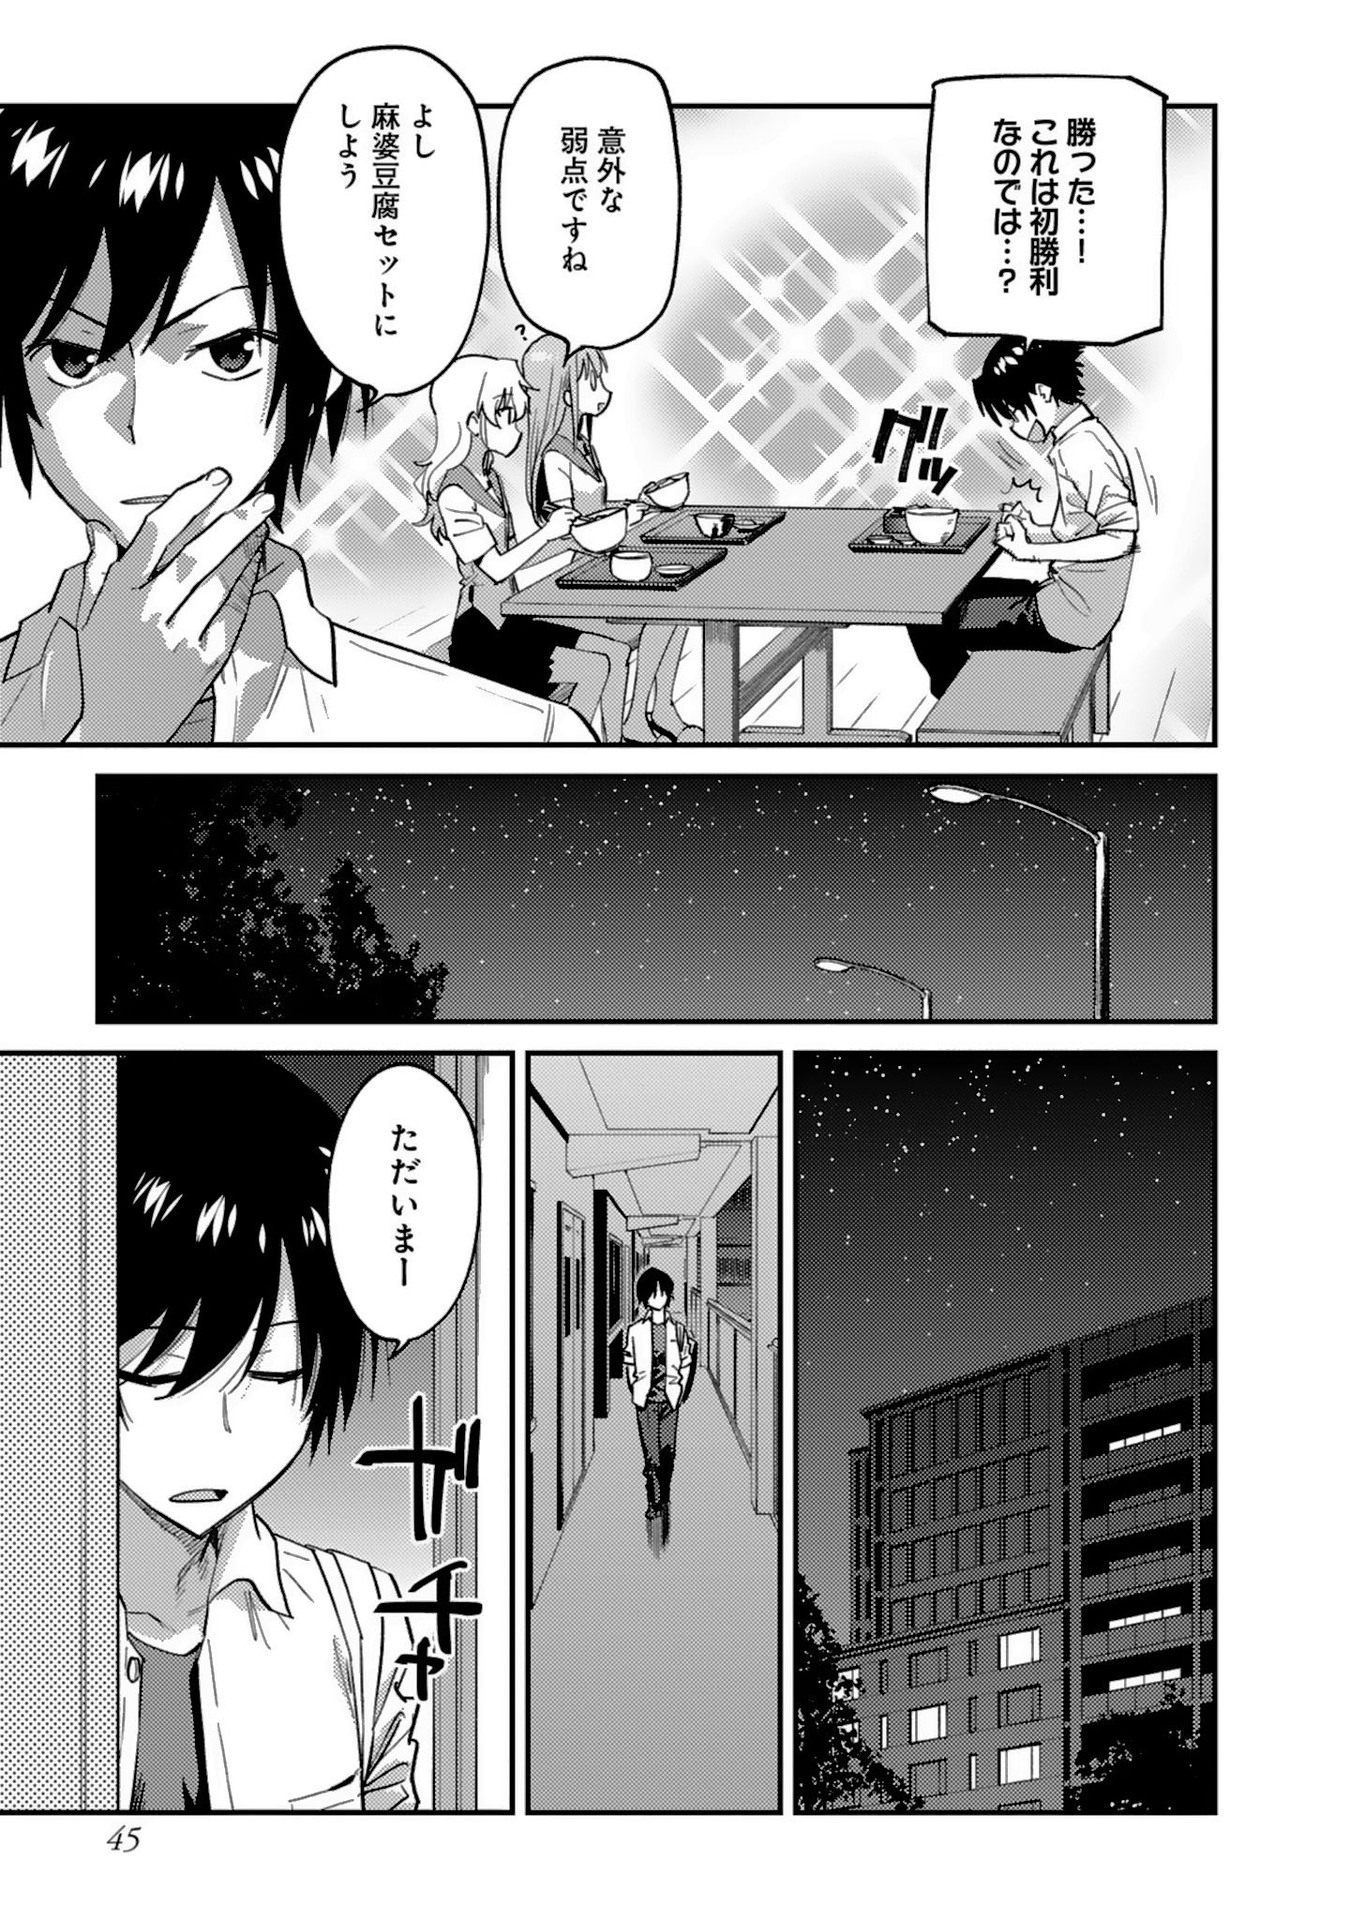 勝った…！
これは初勝利
なのでは…？
グッ
意外な
弱点ですね
?
よし
麻婆豆腐セットに
しよう
ただいまー
ガチャ
45